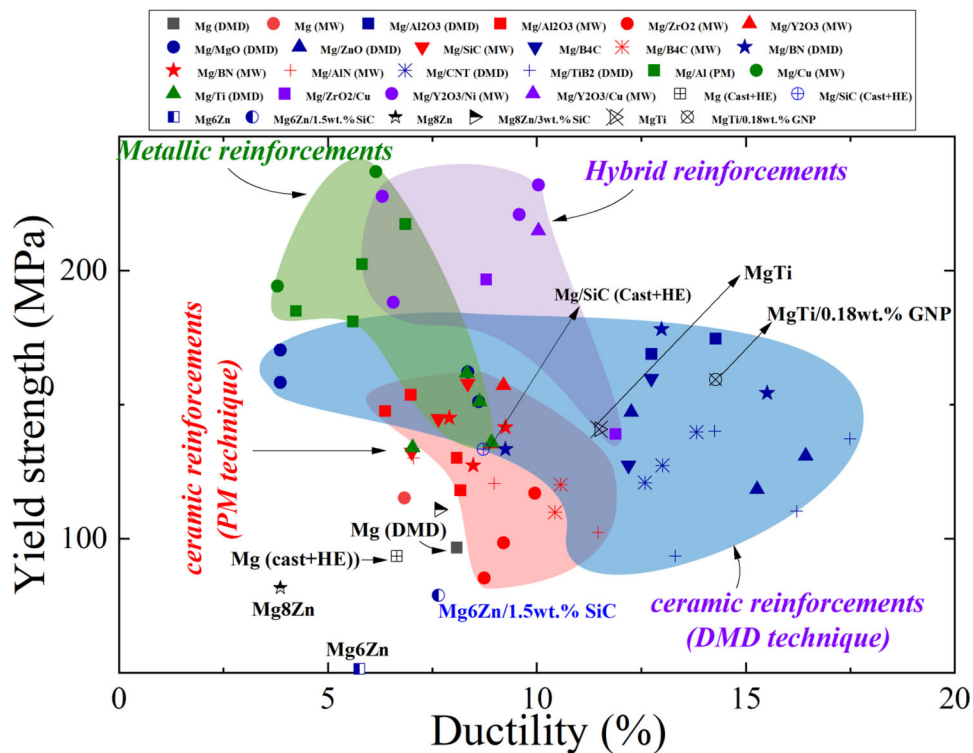 Mg (DMD) Mg (MW) Mg/Al2O3 (DMD) Mg/Al2O3 (MW) Mg/ZrO2 (MW) Mg/Y2O3 (MW)
Mg/MgO (DMD) Mg/ZnO (DMD) Mg/SiC (MW) Mg/B4C Mg/B4C (MW) Mg/BN (DMD)
Mg/BN (MW) Mg/AlN (MW) Mg/CNT (DMD) Mg/TiB2 (DMD) Mg/Al (PM) Mg/Cu (MW)
Mg/Ti (DMD) Mg/ZrO2/Cu Mg/Y2O3/Ni (MW) Mg/Y2O3/Cu (MW) Mg (Cast+HE) Mg/SiC (Cast+HE)
Mg6Zn Mg6Zn/1.5wt.% SiC Mg8Zn Mg8Zn/3wt.% SiC MgTi MgTi/0.18wt.% GNP
Metallic reinforcements
Hybrid reinforcements
MgTi
Mg/SiC (Cast+HE)
MgTi/0.18wt.% GNP
200
100
Yield strength (MPa)
ceramic reinforcements
(PM technique)
Mg (DMD)
Mg (cast+HE))
Mg8Zn
Mg6Zn/1.5wt.% SiC
Mg6Zn
ceramic reinforcements
(DMD technique)
0 5 10 15 20
Ductility (%)